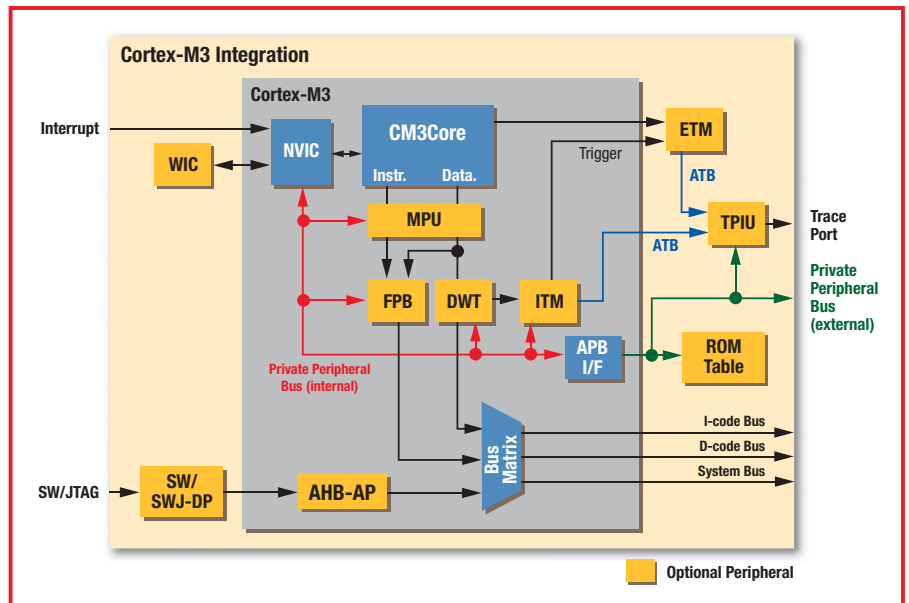 Cortex-M3 Integration
Cortex-M3
Interrupt
WIC
NVIC
CM3Core
Instr.
Data.
ETM
Trigger
ATB
MPU
TPIU
Trace
Port
ATB
FPB
DWT
ITM
Private
Peripheral
Bus
(external)
Private Peripheral
Bus (internal)
APB
I/F
ROM
Table
I-code Bus
D-code Bus
System Bus
Bus
Matrix
SW/JTAG
SW/
SWJ-DP
AHB-AP
Optional Peripheral